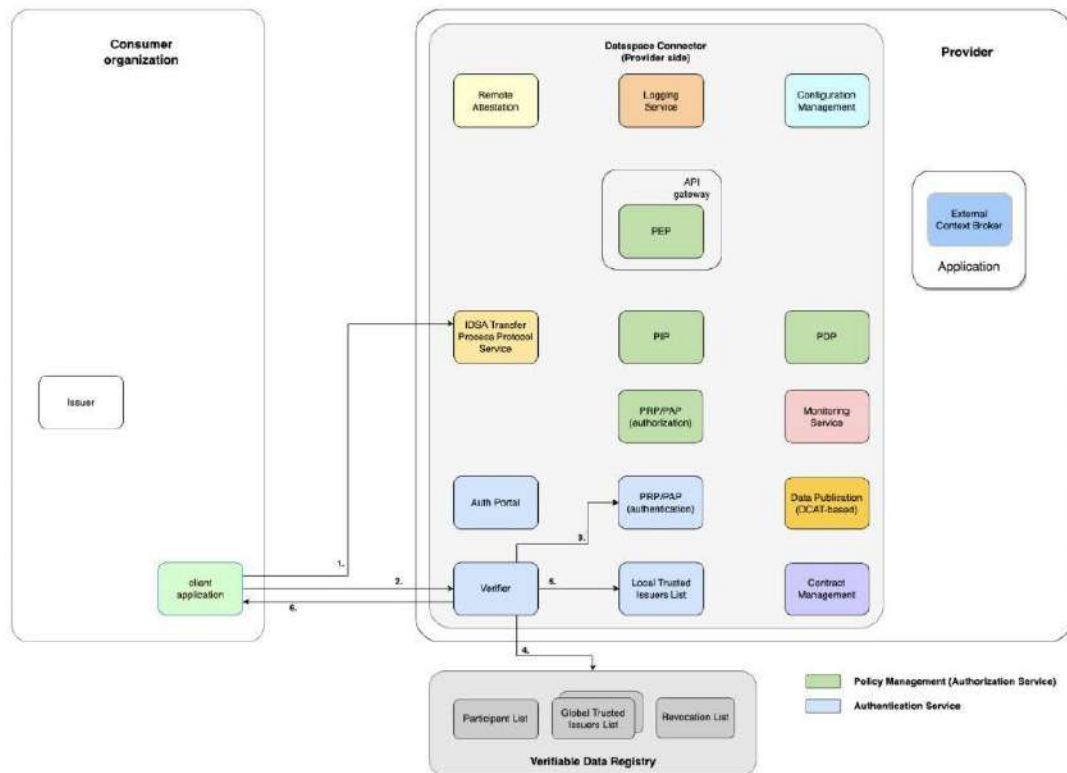 Consumer
organization
Dataspace Connector
(Provider side)
Provider
Remote
Attestation
Logging
Service
Configuration
Management
API
gateway
PEP
External
Context Broker
Application
IDSA Transfer
Process Protocol
Service
PIP
PDP
Issuer
PRP/PAP
(authorization)
Monitoring
Service
Auth Portal
PRP/PAP
(authentication)
Data Publication
(DCAT-based)
3.
1.
client
application
2.
Verifier
5.
Local Trusted
Issuers List
Contract
Management
6.
4.
Policy Management (Authorization Service)
Authentication Service
Participant List
Global Trusted
Issuers List
Revocation List
Verifiable Data Registry